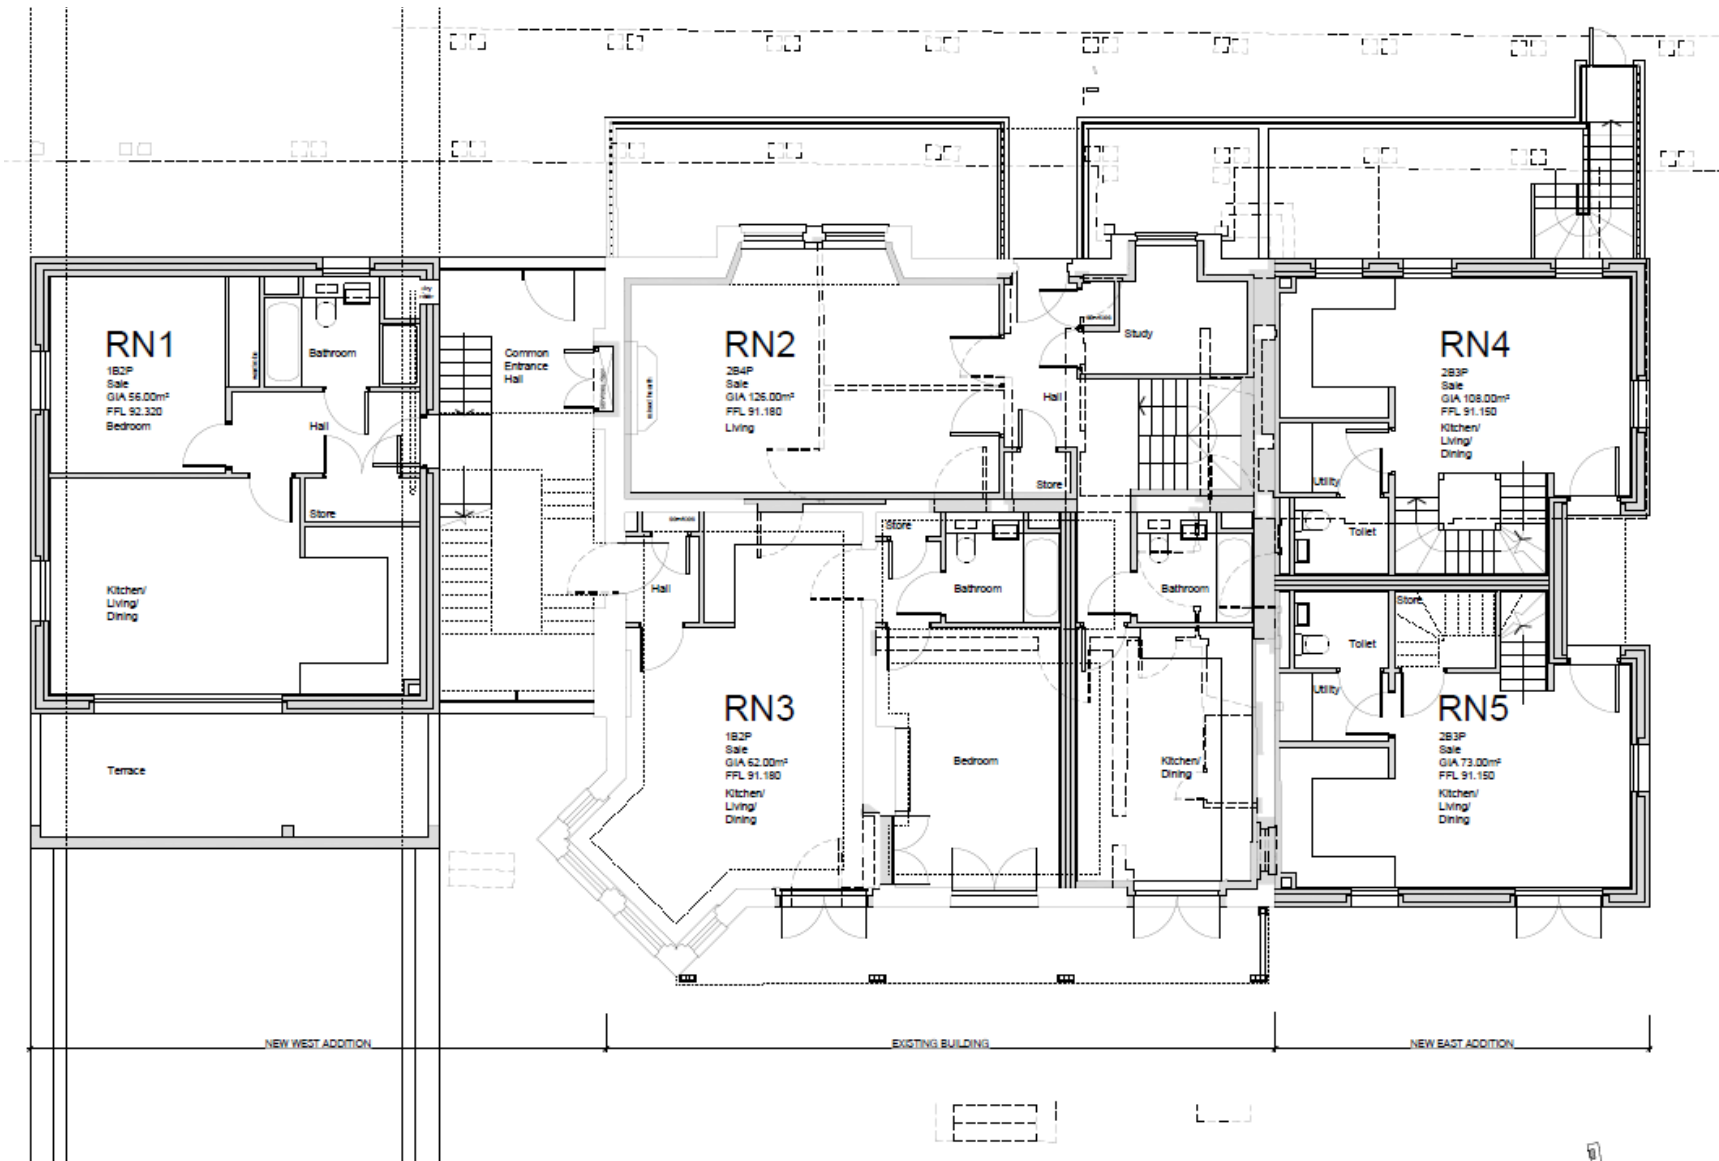 RN1
1B2P
Sale
GIA 56.00m²
FFL 92.320
Bedroom
Bathroom
Hall
Store
Kitchen/
Living/
Dining
Terrace
Common
Entrance
Hall
RN2
2B4P
Sale
GIA 126.00m²
FFL 91.180
Living
Hall
Store
Study
RN4
2B3P
Sale
GIA 108.00m²
FFL 91.150
Kitchen/
Living/
Dining
Utility
Toilet
Hall
Store
Bathroom
Bathroom
RN3
1B2P
Sale
GIA 62.00m²
FFL 91.180
Kitchen/
Living/
Dining
Bedroom
Kitchen/
Dining
Store
Toilet
Utility
RN5
2B3P
Sale
GIA 73.00m²
FFL 91.150
Kitchen/
Living/
Dining
NEW WEST ADDITION
EXISTING BUILDING
NEW EAST ADDITION